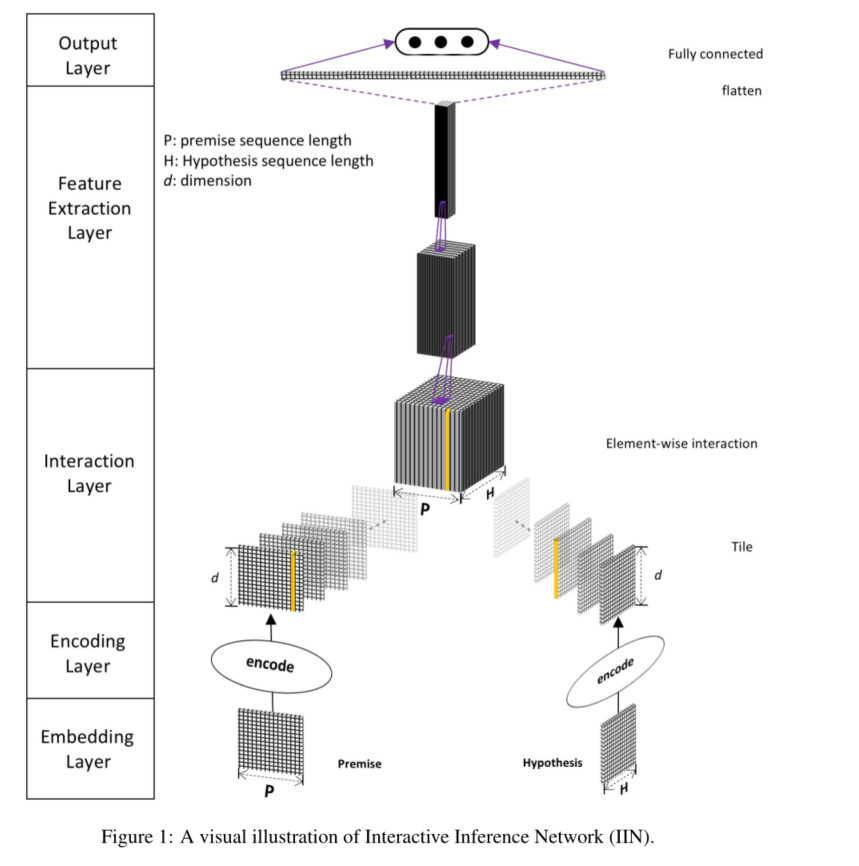 Output
Layer
Fully connected
flatten
P: premise sequence length
H: Hypothesis sequence length
d: dimension
Feature
Extraction
Layer
Interaction
Layer
Element-wise interaction
P
H
Tile
d
d
Encoding
Layer
encode
encode
Embedding
Layer
Premise
Hypothesis
P
H
Figure 1: A visual illustration of Interactive Inference Network (IIN).